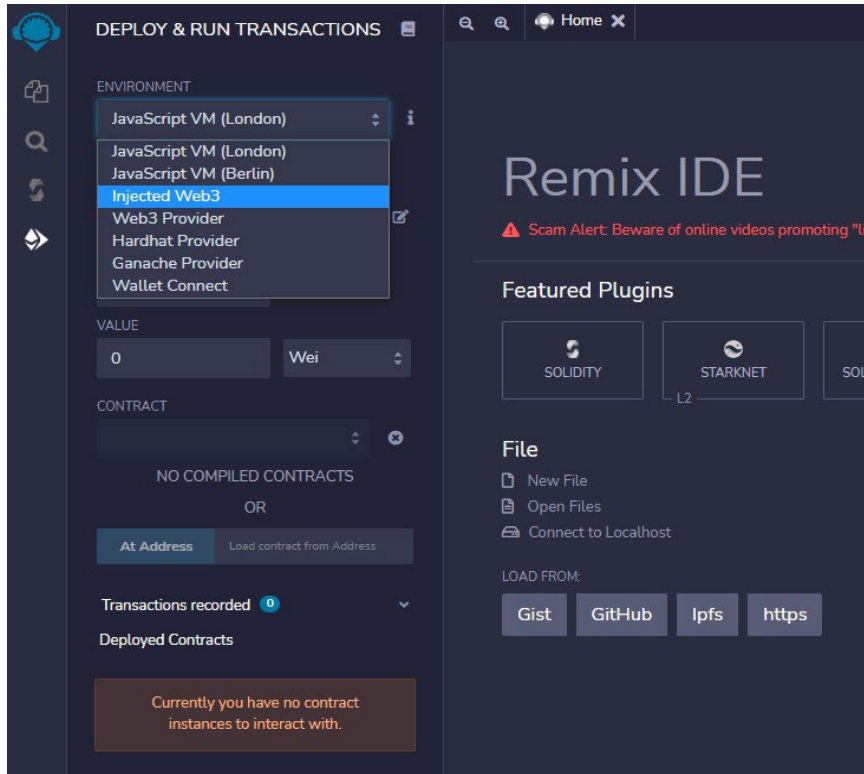 DEPLOY & RUN TRANSACTIONS
ENVIRONMENT
JavaScript VM (London)
JavaScript VM (London)
JavaScript VM (Berlin)
Injected Web3
Web3 Provider
Hardhat Provider
Ganache Provider
Wallet Connect
VALUE
0 Wei
CONTRACT
NO COMPILED CONTRACTS
OR
At Address Load contract from Address
Transactions recorded 0
Deployed Contracts
Currently you have no contract
instances to interact with.
Home
Remix IDE
Scam Alert: Beware of online videos promoting "li
Featured Plugins
SOLIDITY STARKNET SOL
L2
File
New File
Open Files
Connect to Localhost
LOAD FROM:
Gist GitHub Ipfs https